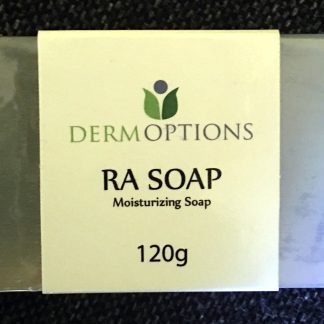 DERMOPTIONS
RA SOAP
Moisturizing Soap
120g